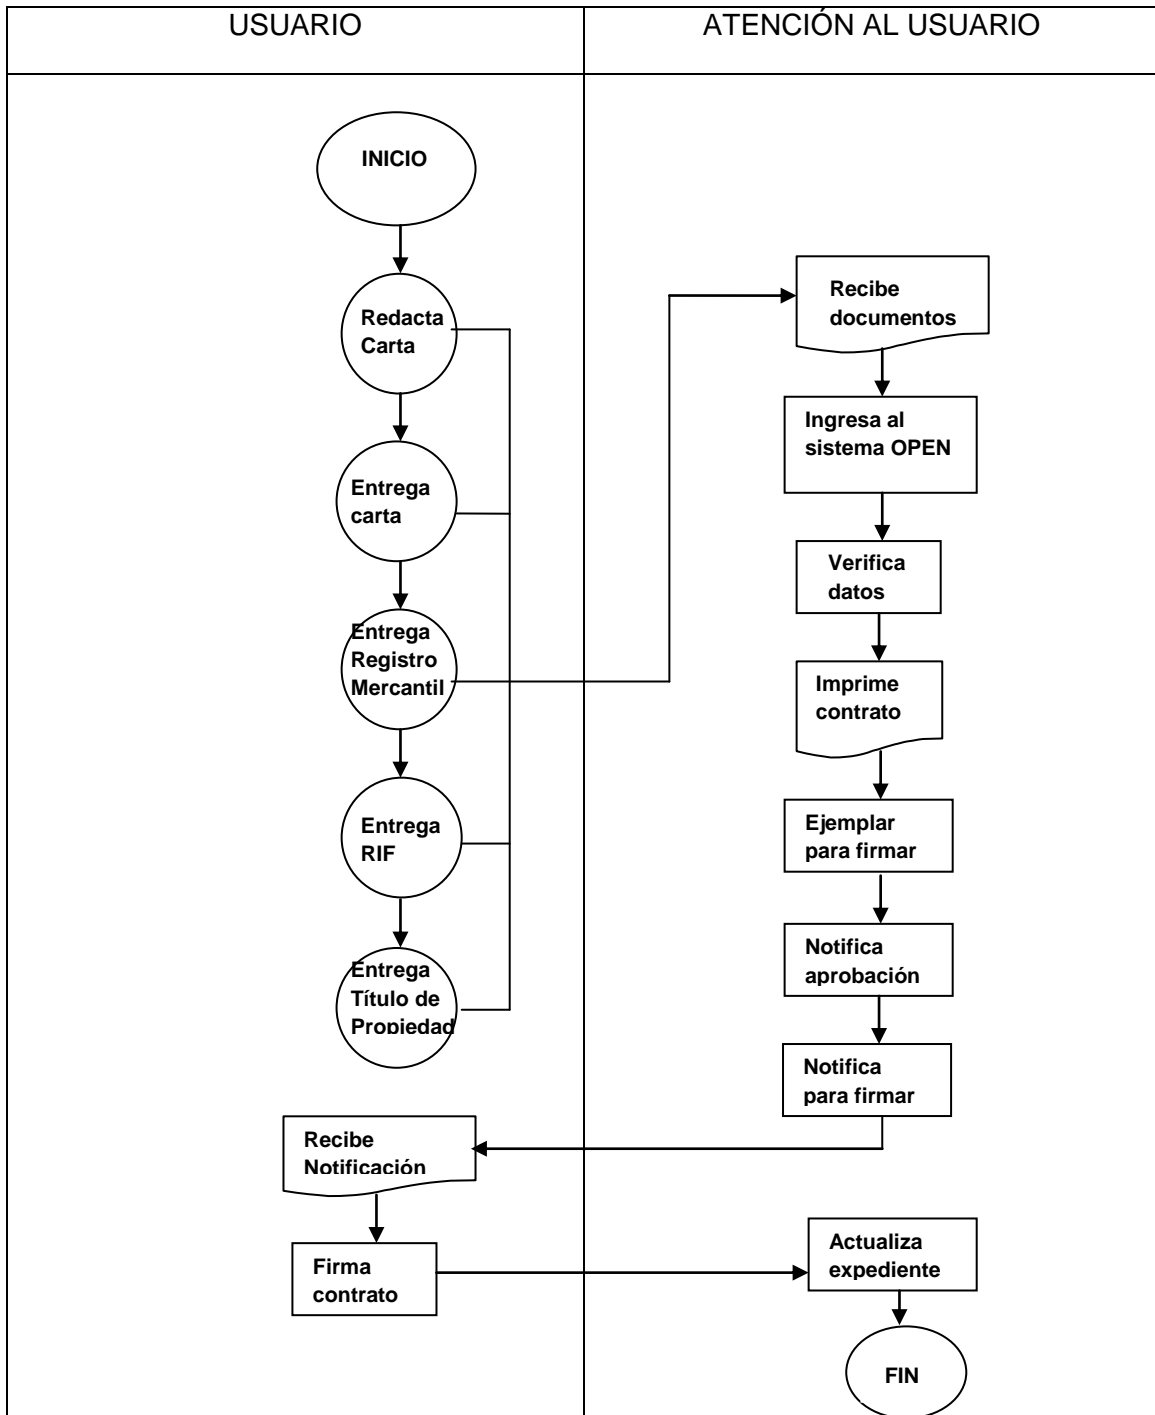 USUARIO
ATENCIÓN AL USUARIO
INICIO
Redacta
Carta
Entrega
carta
Entrega
Registro
Mercantil
Entrega
RIF
Entrega
Título de
Propiedad
Recibe
documentos
Ingresa al
sistema OPEN
Verifica
datos
Imprime
contrato
Ejemplar
para firmar
Notifica
aprobación
Notifica
para firmar
Recibe
Notificación
Firma
contrato
Actualiza
expediente
FIN